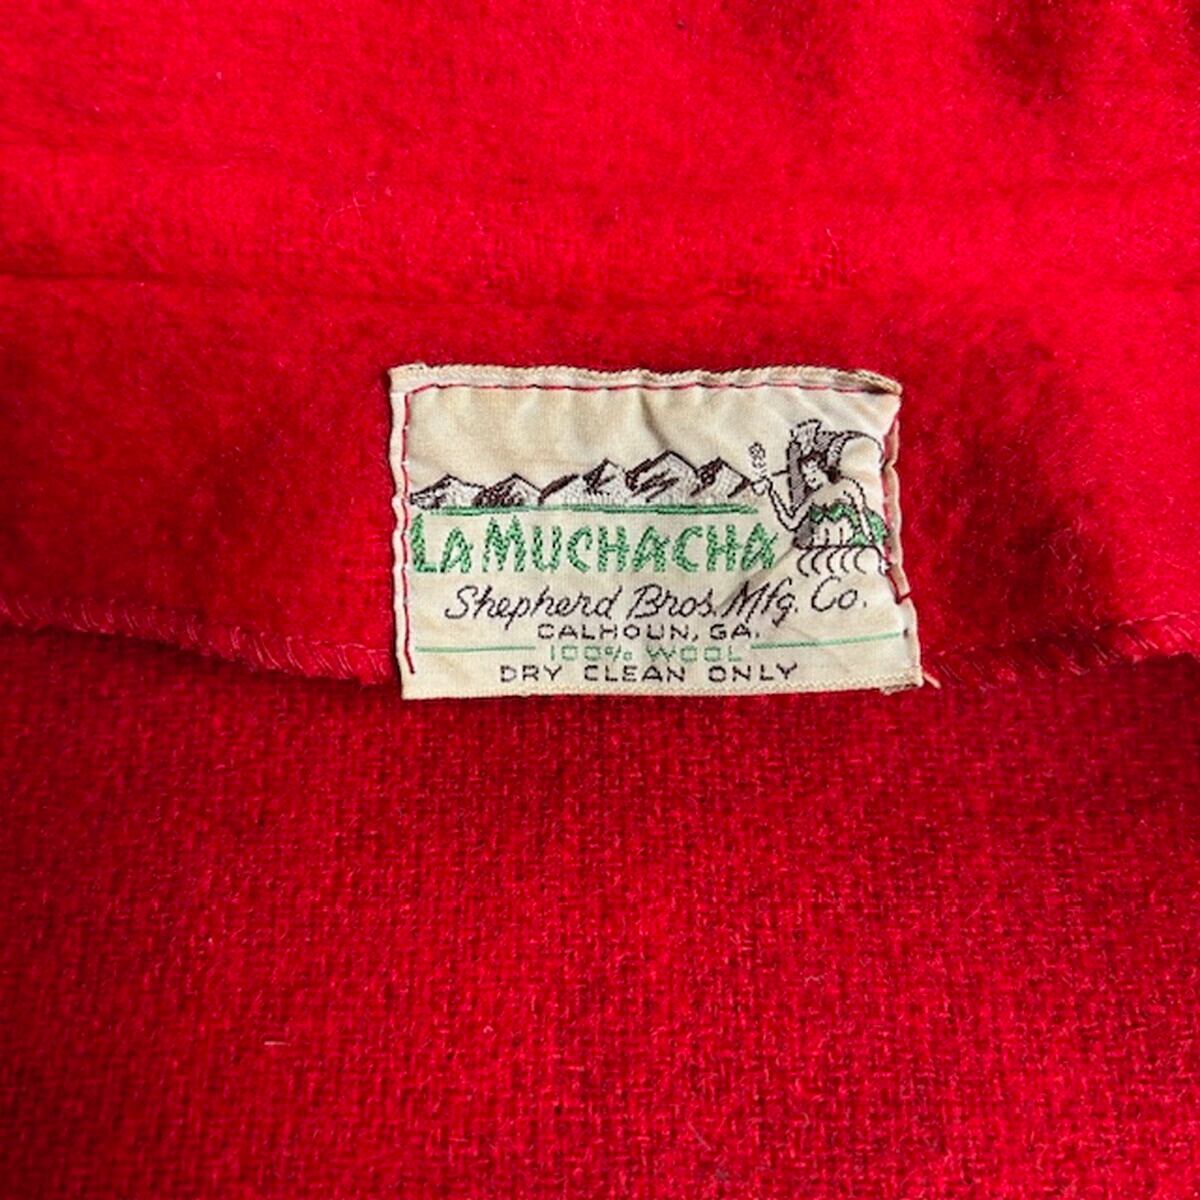 LA MUCHACHA
Shepherd Bros. Mfg. Co.
CALHOUN, GA.
100% WOOL
DRY CLEAN ONLY